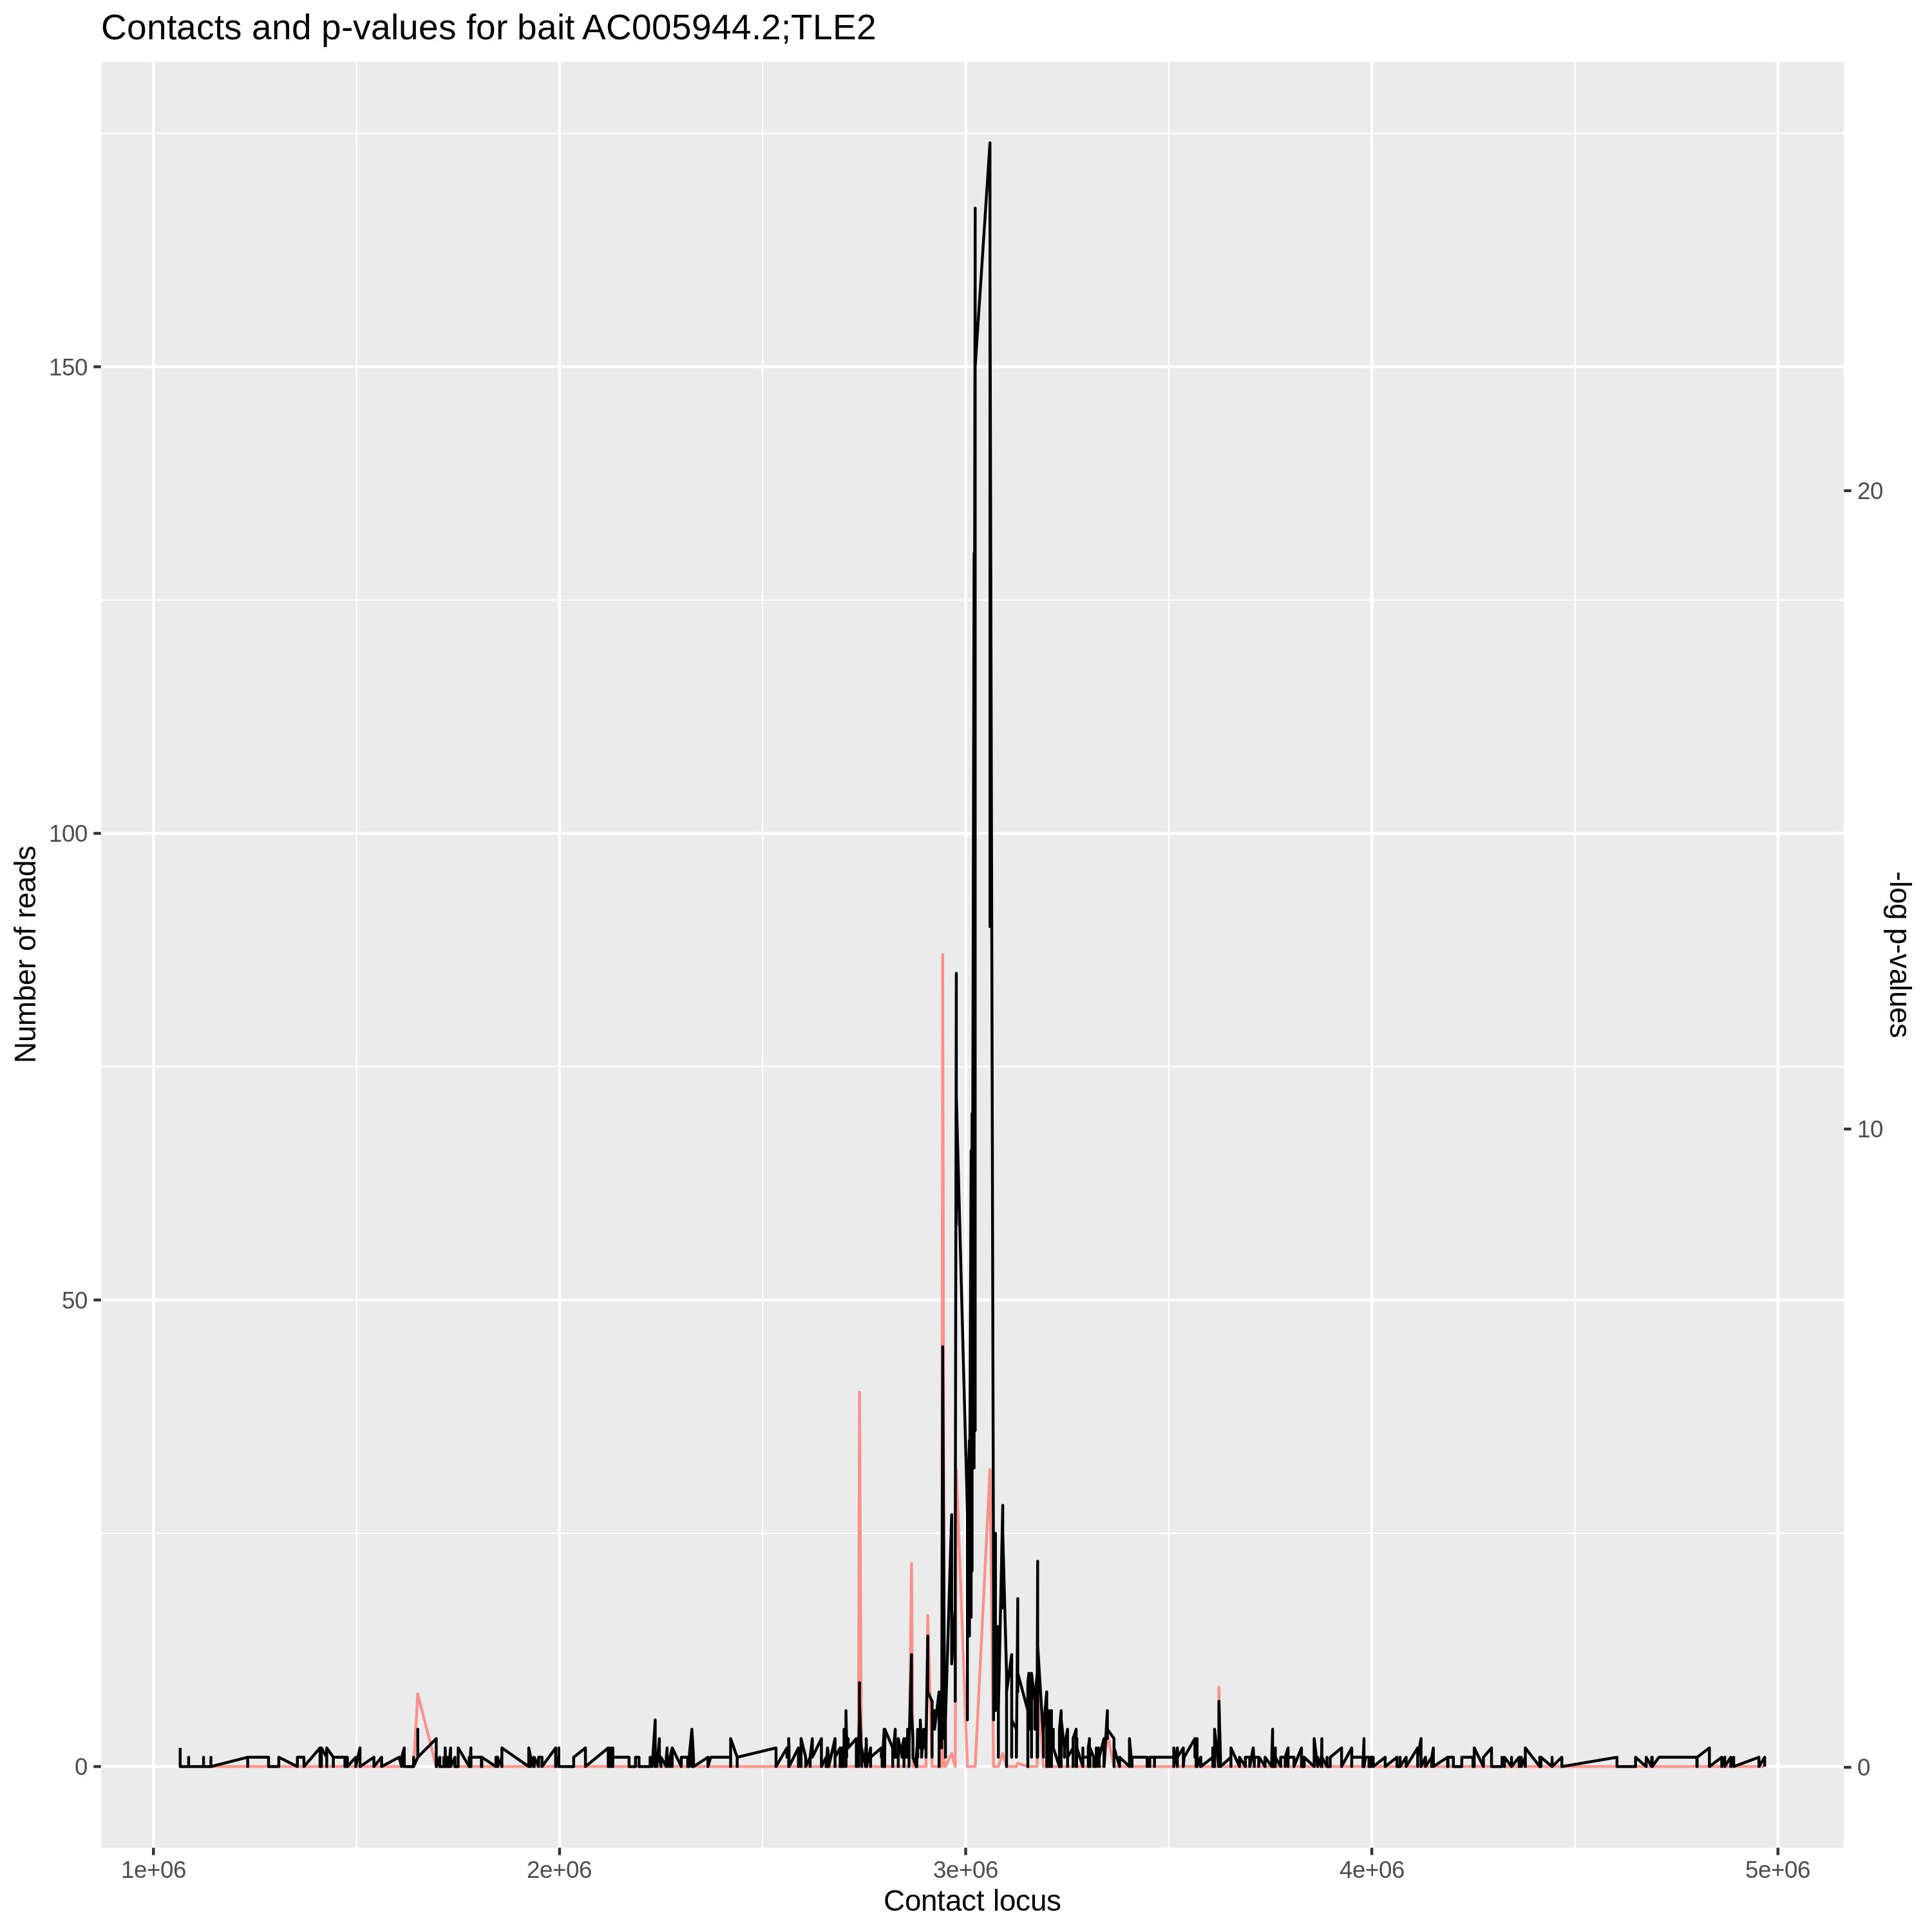 Contacts and p-values for bait AC005944.2;TLE2
150
100
50
0
Number of reads
20
10
0
-log p-values
1e+06
2e+06
3e+06
4e+06
5e+06
Contact locus